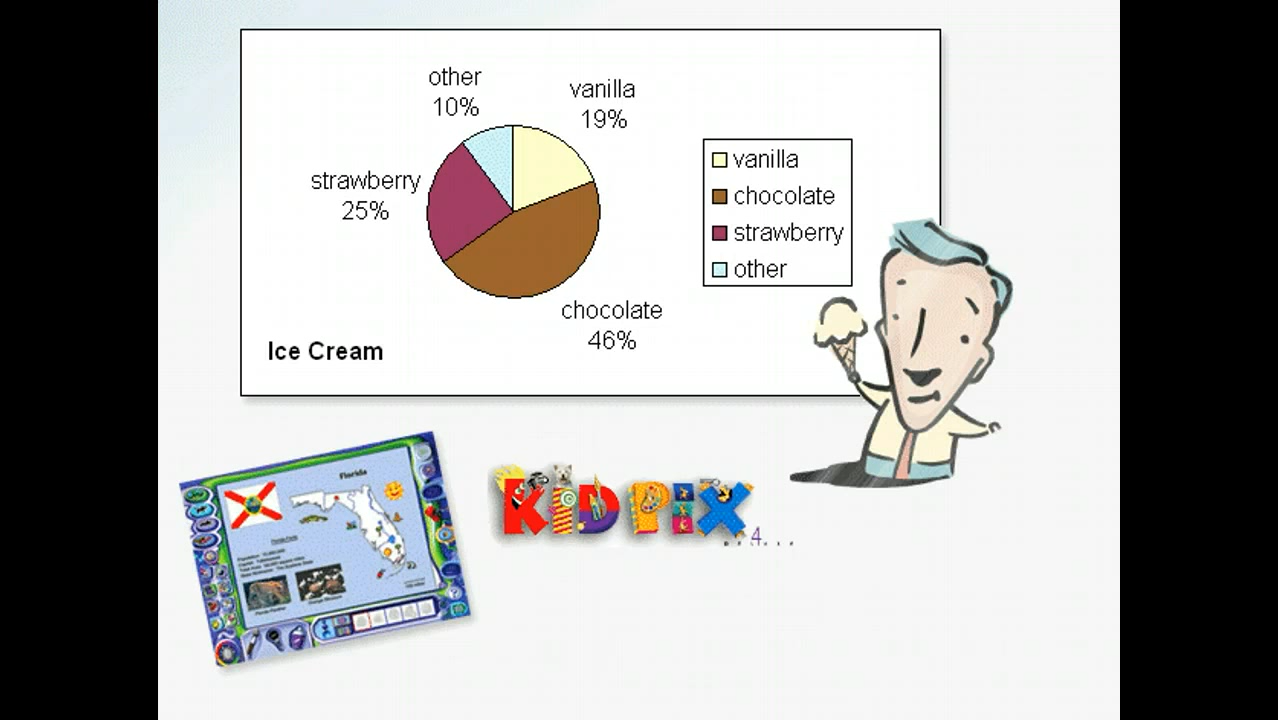 other
10%
vanilla
19%
strawberry
25%
chocolate
46%
vanilla
chocolate
strawberry
other
Ice Cream
Florida
KID PIX
4